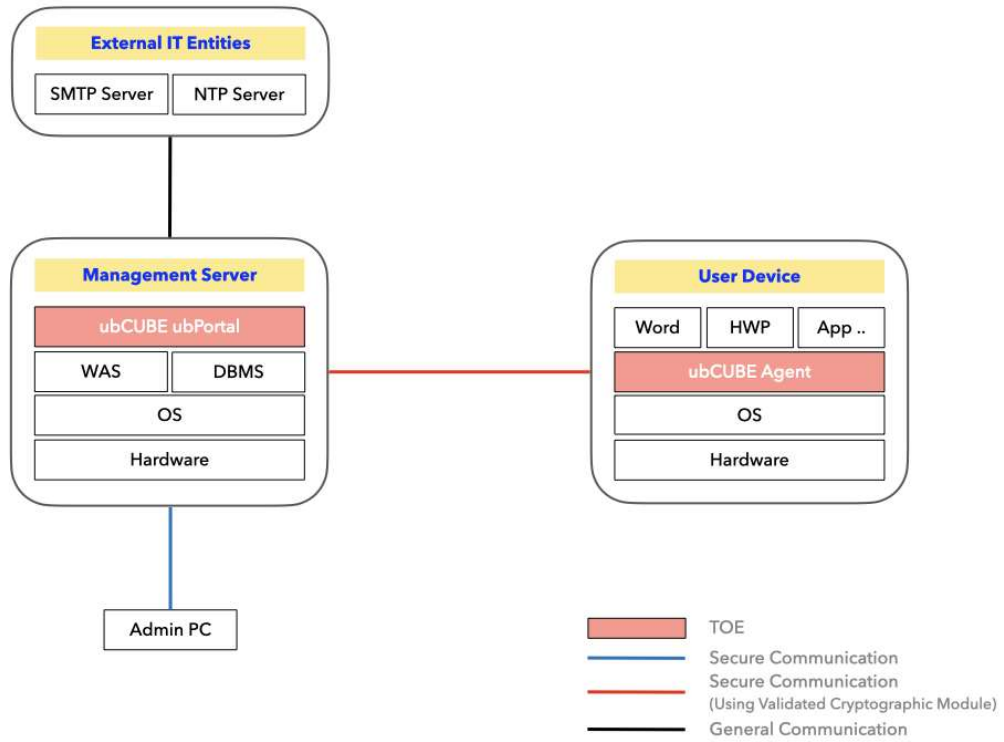 External IT Entities
SMTP Server
NTP Server
Management Server
ubCUBE ubPortal
WAS
DBMS
OS
Hardware
User Device
Word
HWP
App ..
ubCUBE Agent
OS
Hardware
Admin PC
TOE
Secure Communication
Secure Communication
(Using Validated Cryptographic Module)
General Communication